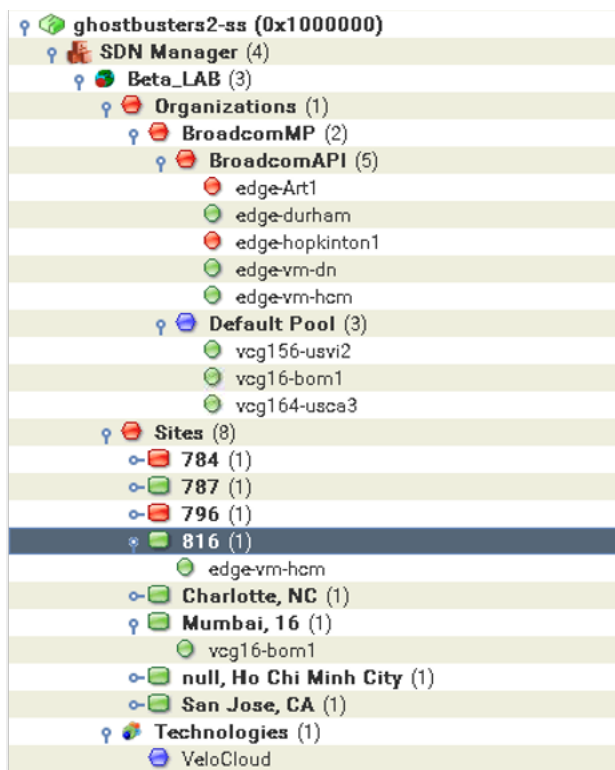 ghostbusters2-ss (0x1000000)
SDN Manager (4)
Beta_LAB (3)
Organizations (1)
BroadcomMP (2)
BroadcomAPI (5)
edge-Art1
edge-durham
edge-hopkinton1
edge-vm-dn
edge-vm-hcm
Default Pool (3)
vcg156-usvi2
vcg16-bom1
vcg164-usca3
Sites (8)
784 (1)
787 (1)
796 (1)
816 (1)
edge-vm-hcm
Charlotte, NC (1)
Mumbai, 16 (1)
vcg16-bom1
null, Ho Chi Minh City (1)
San Jose, CA (1)
Technologies (1)
VeloCloud